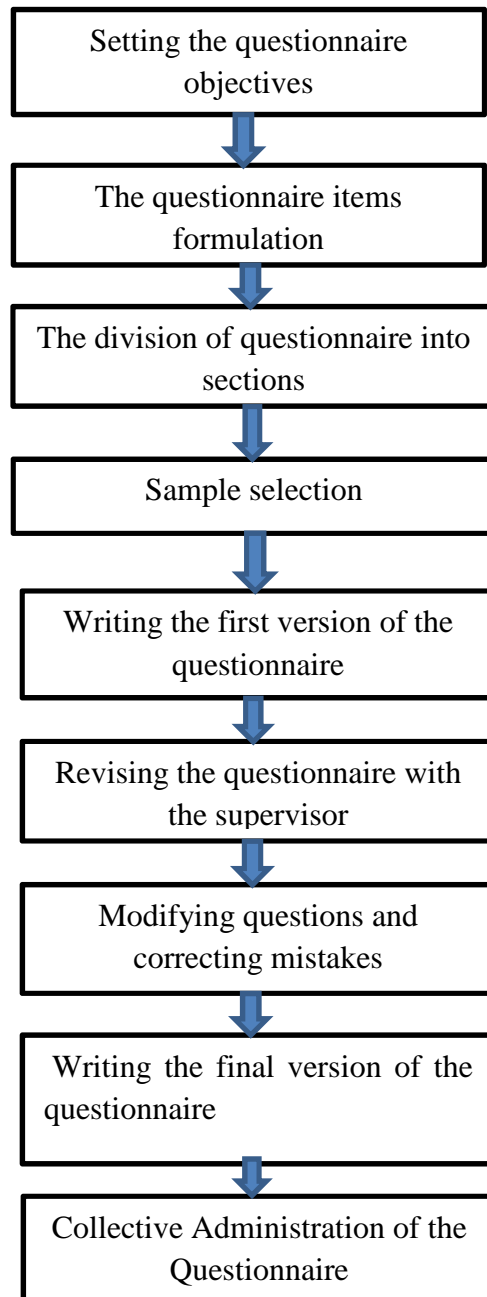 Setting the questionnaire
objectives
The questionnaire items
formulation
The division of questionnaire into
sections
Sample selection
Writing the first version of the
questionnaire
Revising the questionnaire with
the supervisor
Modifying questions and
correcting mistakes
Writing the final version of the
questionnaire
Collective Administration of the
Questionnaire